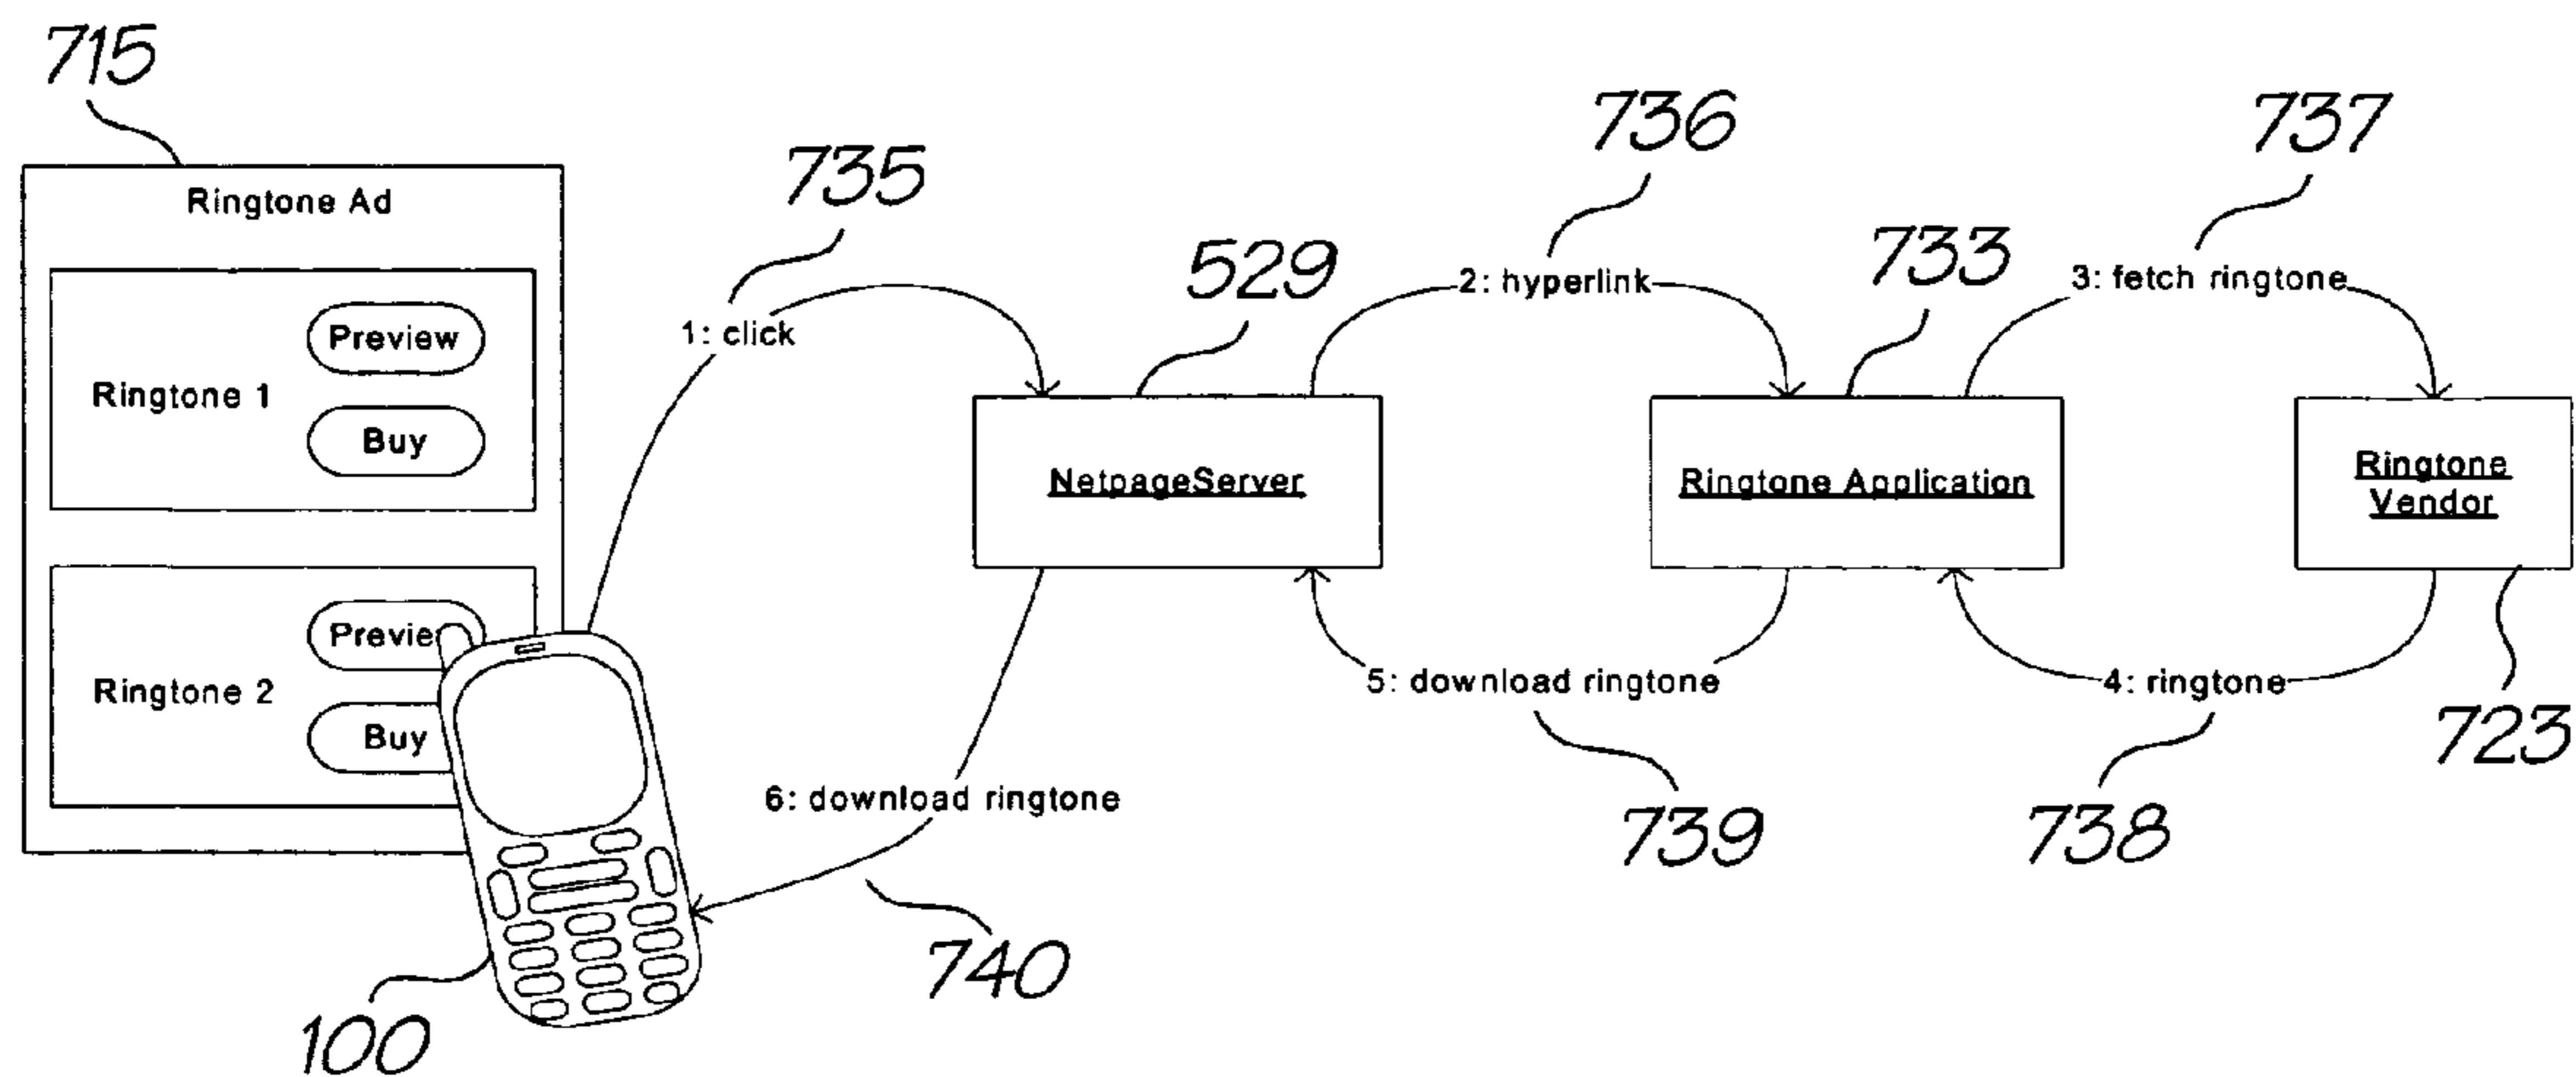 715
736
737
735
Ringtone Ad
529
733
1: click
2: hyperlink
3: fetch ringtone
Preview
Ringtone 1
Buy
NetpageServer
Ringtone Application
Ringtone
Vendor
Previe
Ringtone 2
Buy
5: download ringtone
4: ringtone
723
6: download ringtone
739
738
740
100